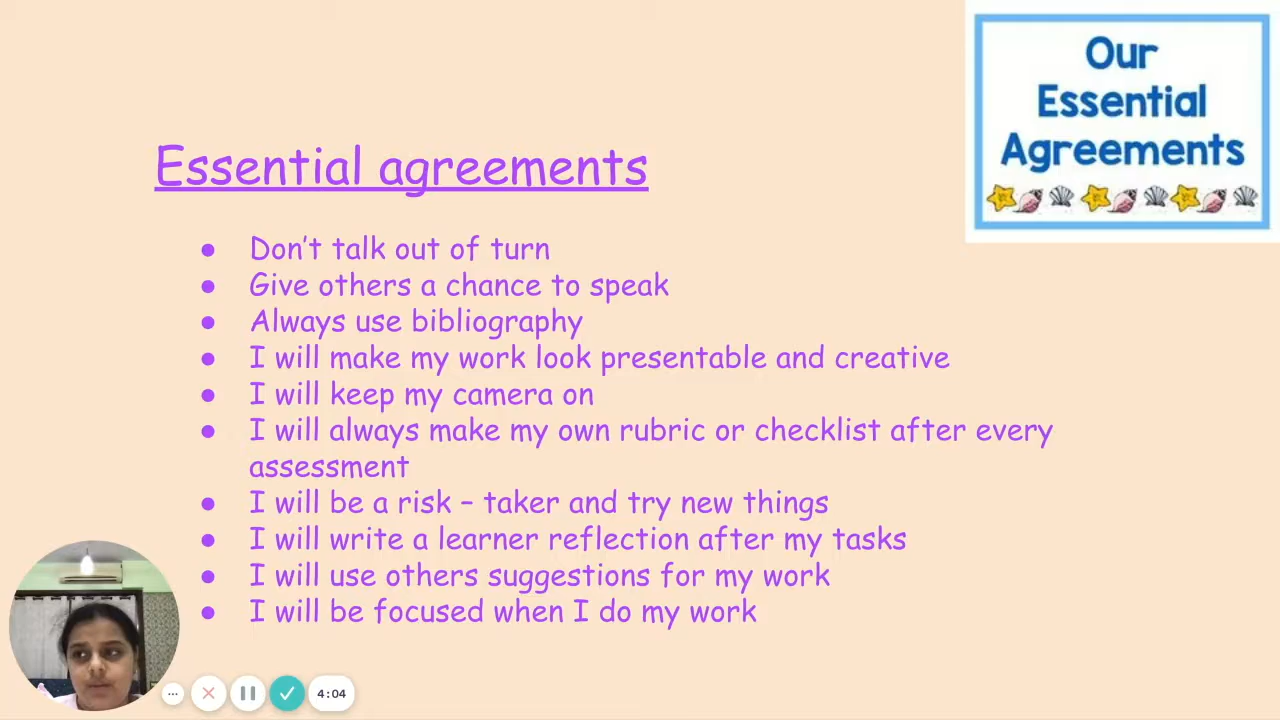 Our
Essential
Agreements
Essential agreements
● Don't talk out of turn
● Give others a chance to speak
● Always use bibliography
● I will make my work look presentable and creative
● I will keep my camera on
● I will always make my own rubric or checklist after every
assessment
● I will be a risk – taker and try new things
● I will write a learner reflection after my tasks
● I will use others suggestions for my work
● I will be focused when I do my work
4:04